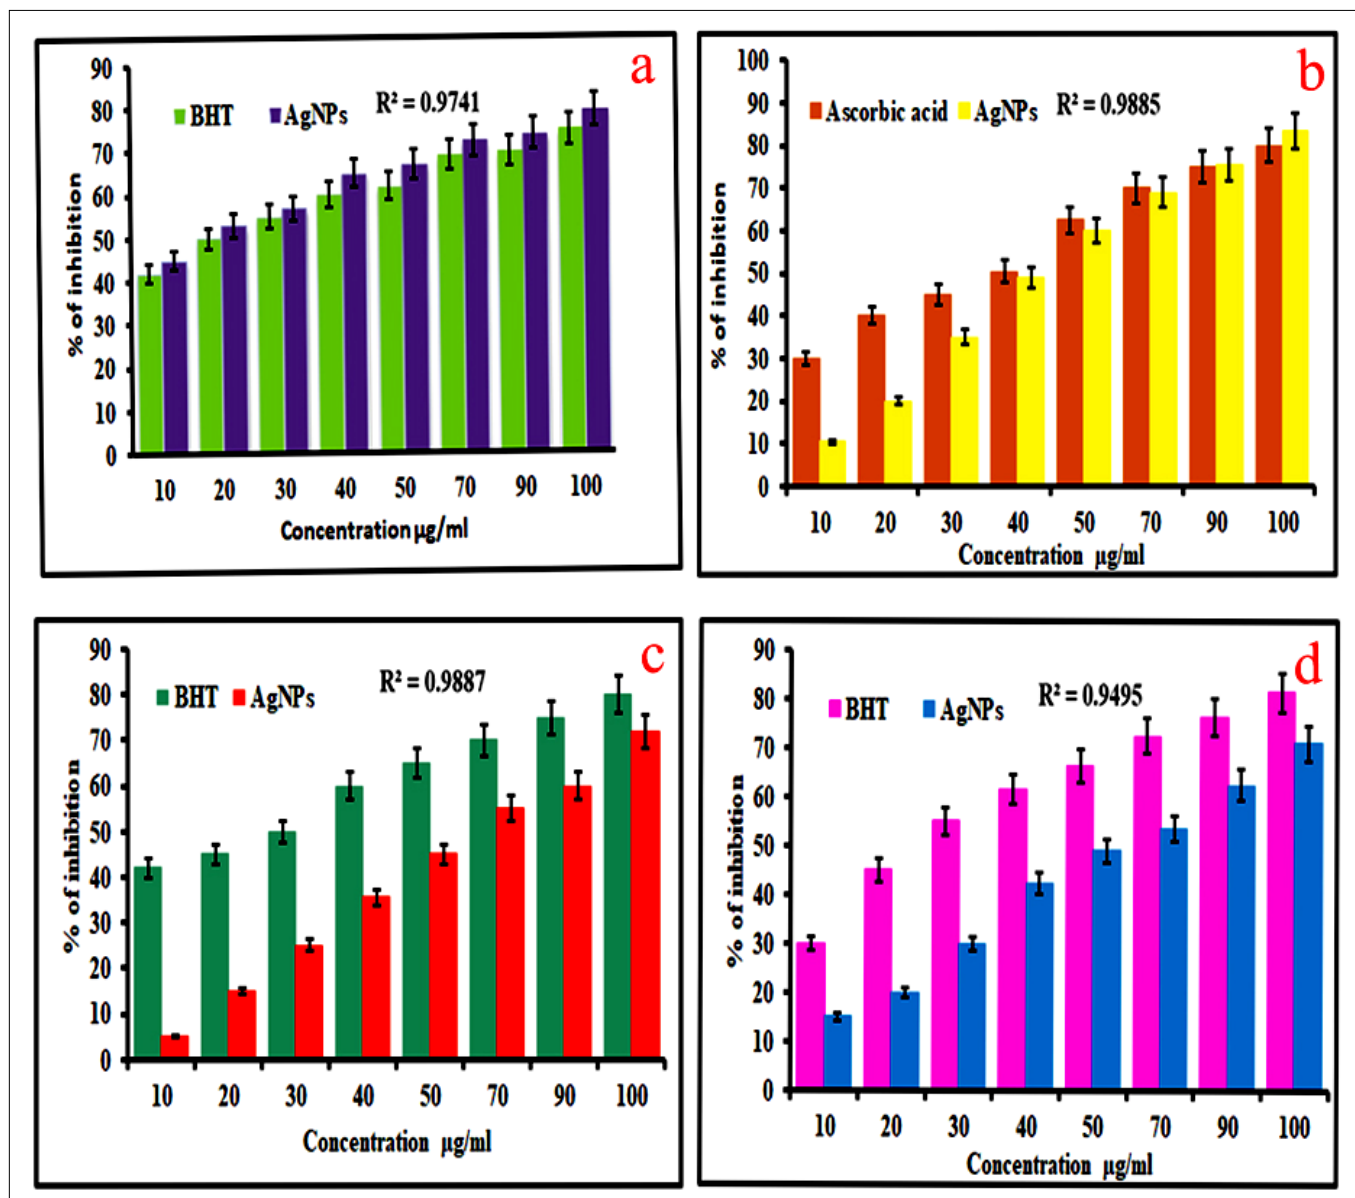 a
90
80
70
60
50
40
30
20
10
0
% of inhibition
BHT AgNPs
R² = 0.9741
10 20 30 40 50 70 90 100
Concentration µg/ml
b
100
90
80
70
60
50
40
30
20
10
0
% of inhibition
Ascorbic acid AgNPs
R² = 0.9885
10 20 30 40 50 70 90 100
Concentration µg/ml
c
90
80
70
60
50
40
30
20
10
0
% of inhibition
BHT AgNPs
R² = 0.9887
10 20 30 40 50 70 90 100
Concentration µg/ml
d
90
80
70
60
50
40
30
20
10
0
% of inhibition
BHT AgNPs
R² = 0.9495
10 20 30 40 50 70 90 100
Concentration µg/ml